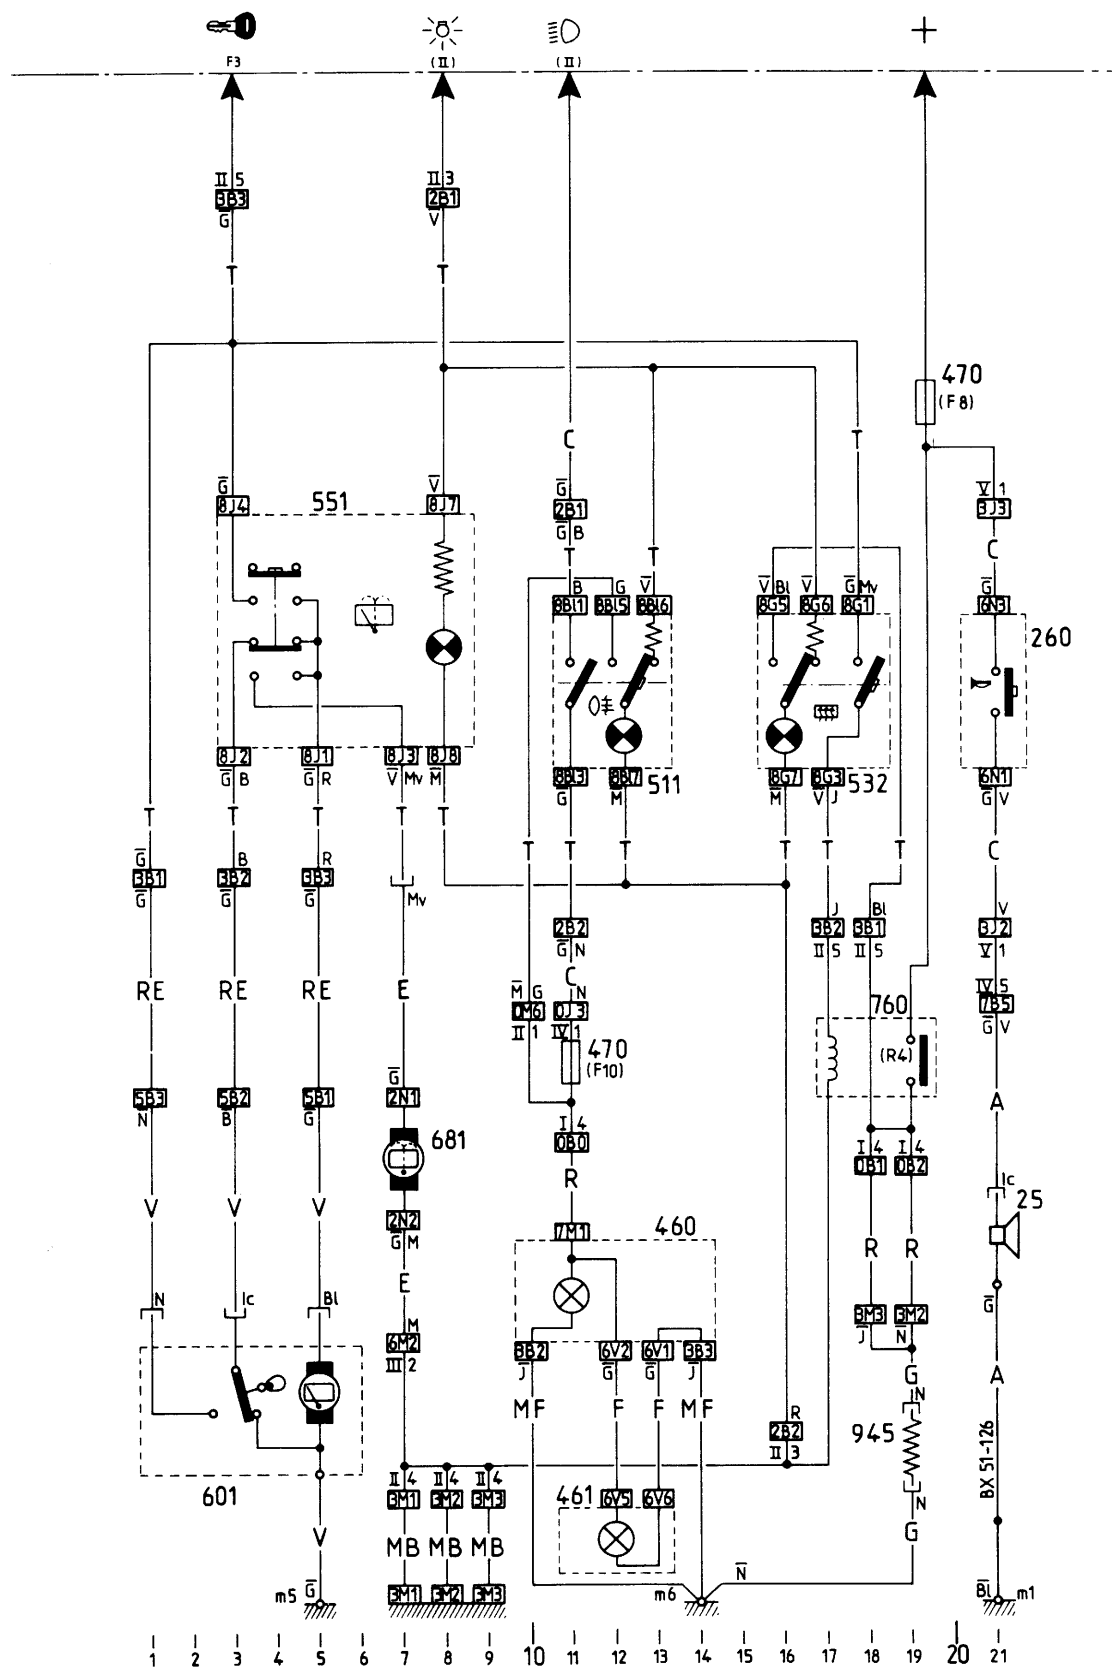 F3 (II) (II)
II 5 II 3
3B3 2B1
G̅ V̅
T T
470
(F8)
C T
G̅ V̅ G̅ V̅ 1
8J4 551 8J7 2B1 3J3
G̅ B
C
T T
B G V̅ V̅ Bl V̅ G̅ Mv G̅
8Bl1 8Bl5 8Bl6 8G5 8G6 8G1 6N3
260
8J2 8J1 8J3 8J8 8Bl3 8Bl7 511 8G7 8G3 532 6N1
G̅ B G̅ R V̅ Mv M̅ G̅ M̅ M̅ V̅ J G̅ V
T T T T T T T T T T T C
G̅ B R
3B1 3B2 3B3
G̅ G̅ G̅ Mv
J Bl V
2B2 3B2 3B1 3J2
G̅ N II 5 II 5 V̅ 1
RE RE RE E C
M̅ G N IV 5
0M6 0J3 760 7B5
II 1 IV 1 G̅ V
470
(F10) (R4)
G̅
5B3 5B2 5B1 2N1 A
N̅ B̅ G̅
I 4 I 4 I 4
681 0B0 0B1 0B2
R Ic
25
V V V
2N2 7M1 460
G̅ M
R R
E G̅
N Ic Bl
M 3M3 3M2
6M2 J̅ N̅
III 2
3B2 6V2 6V1 3B3
J̅ G̅ G̅ J̅
G A
N
MF F F MF
R
2B2 945
II 3
BX 51-126
II 4 II 4 II 4
601 3M1 3M2 3M3 461 6V5 6V6 N
V MB MB MB G
N̅
m5 G̅ 3M1 3M2 3M3 m6 Bl m1
1 2 3 4 5 6 7 8 9 10 11 12 13 14 15 16 17 18 19 20 21